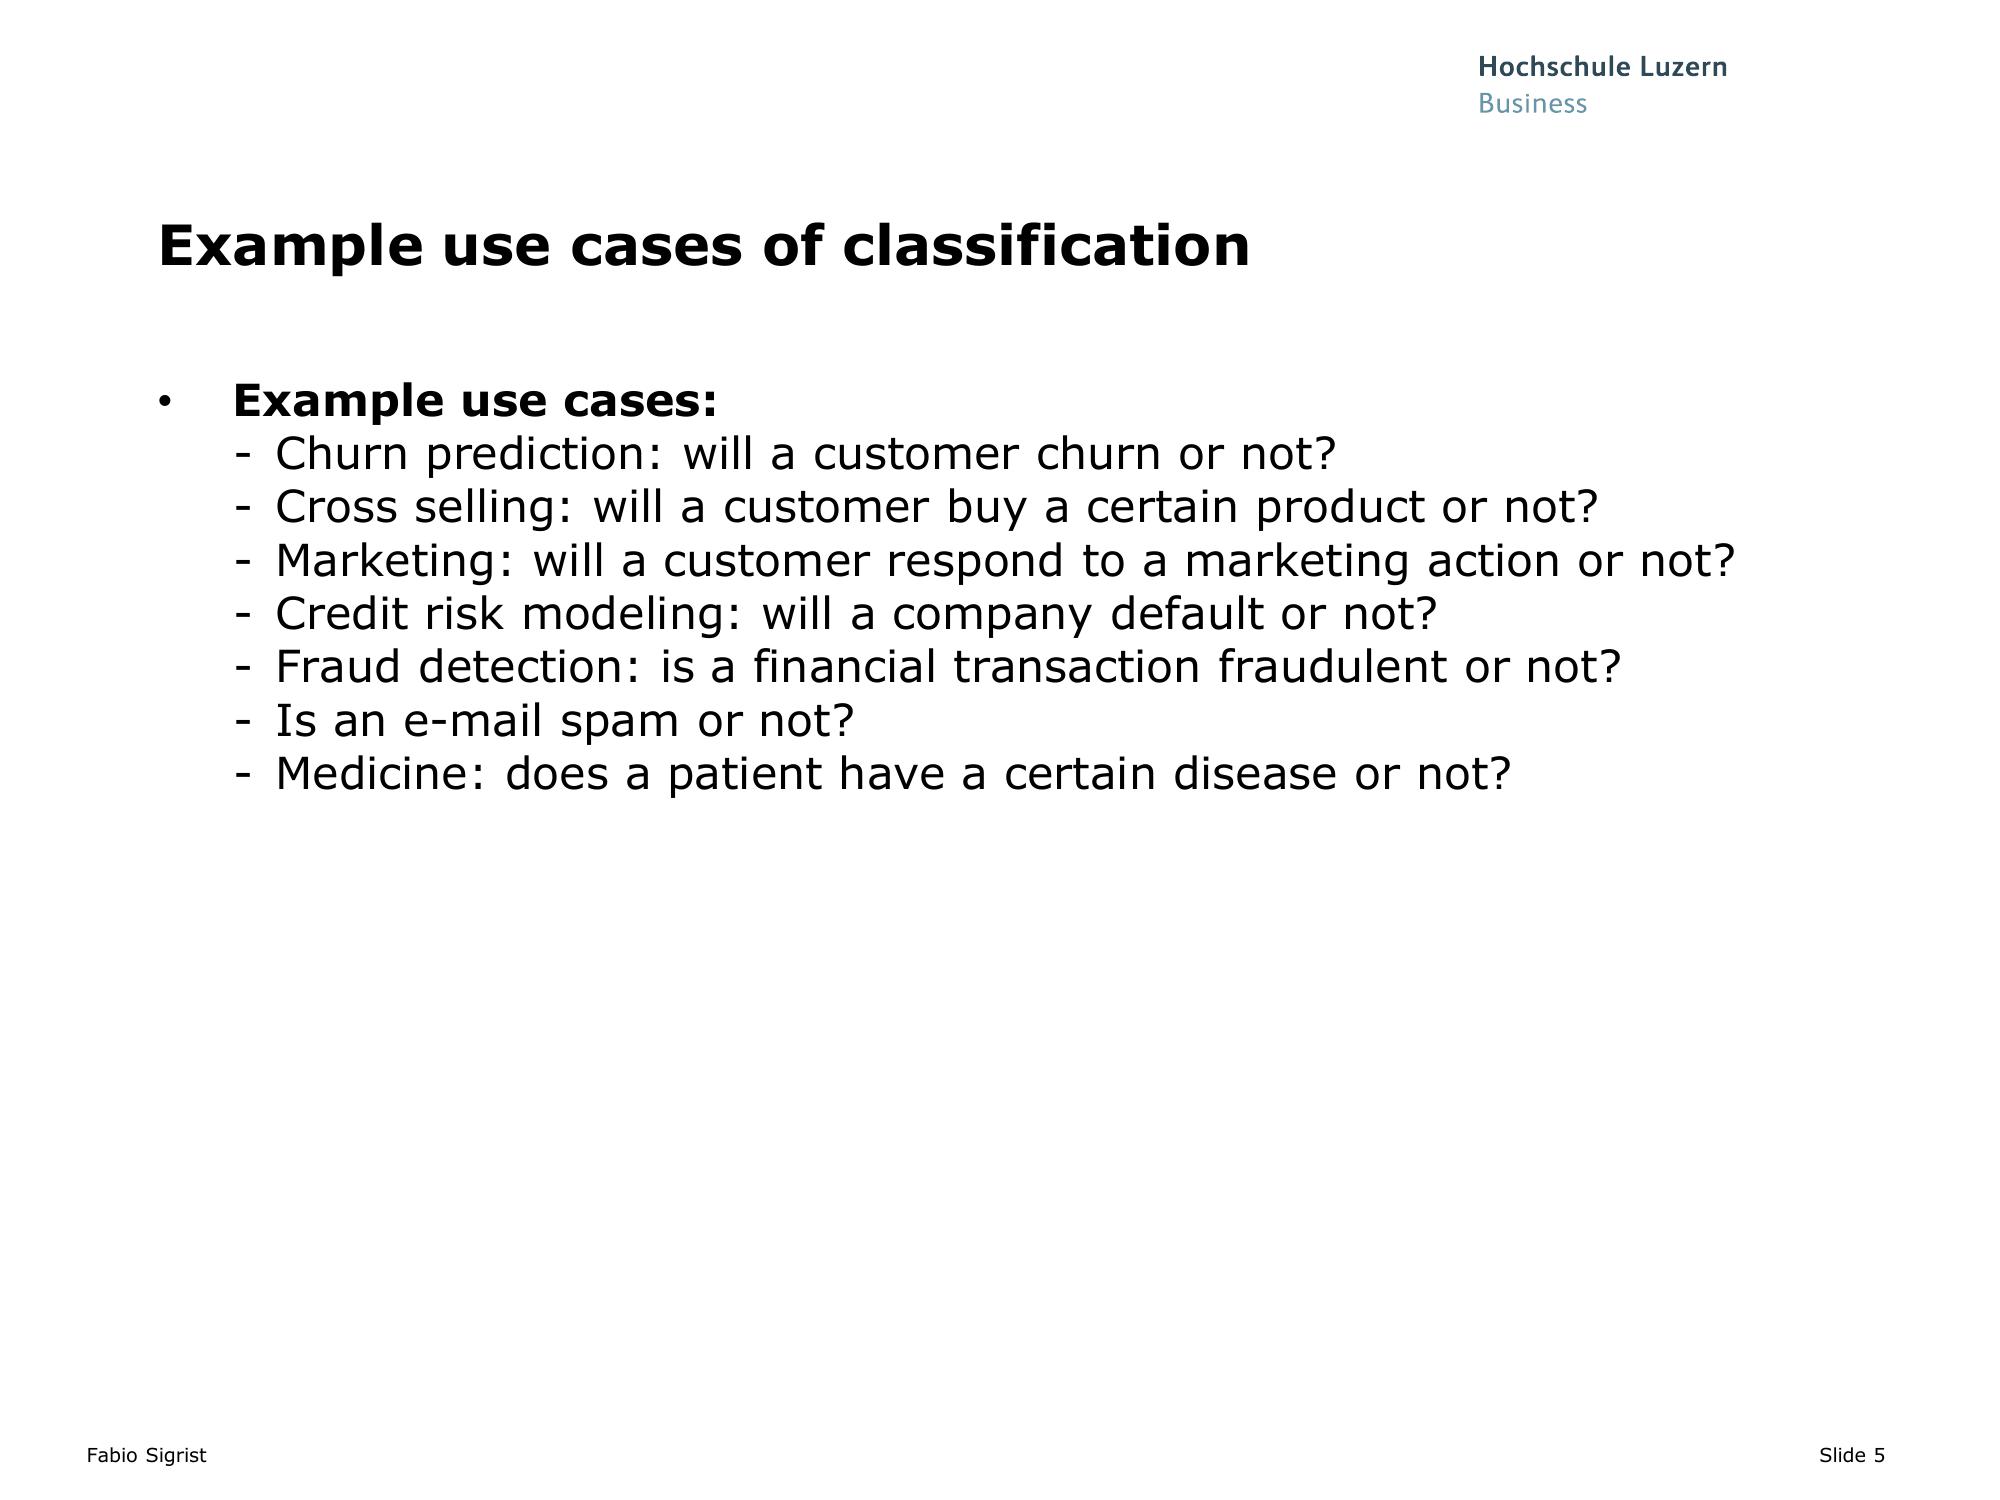 Hochschule Luzern
Business
Example use cases of classification
• Example use cases:
- Churn prediction: will a customer churn or not?
- Cross selling: will a customer buy a certain product or not?
- Marketing: will a customer respond to a marketing action or not?
- Credit risk modeling: will a company default or not?
- Fraud detection: is a financial transaction fraudulent or not?
- Is an e-mail spam or not?
- Medicine: does a patient have a certain disease or not?
Fabio Sigrist
Slide 5